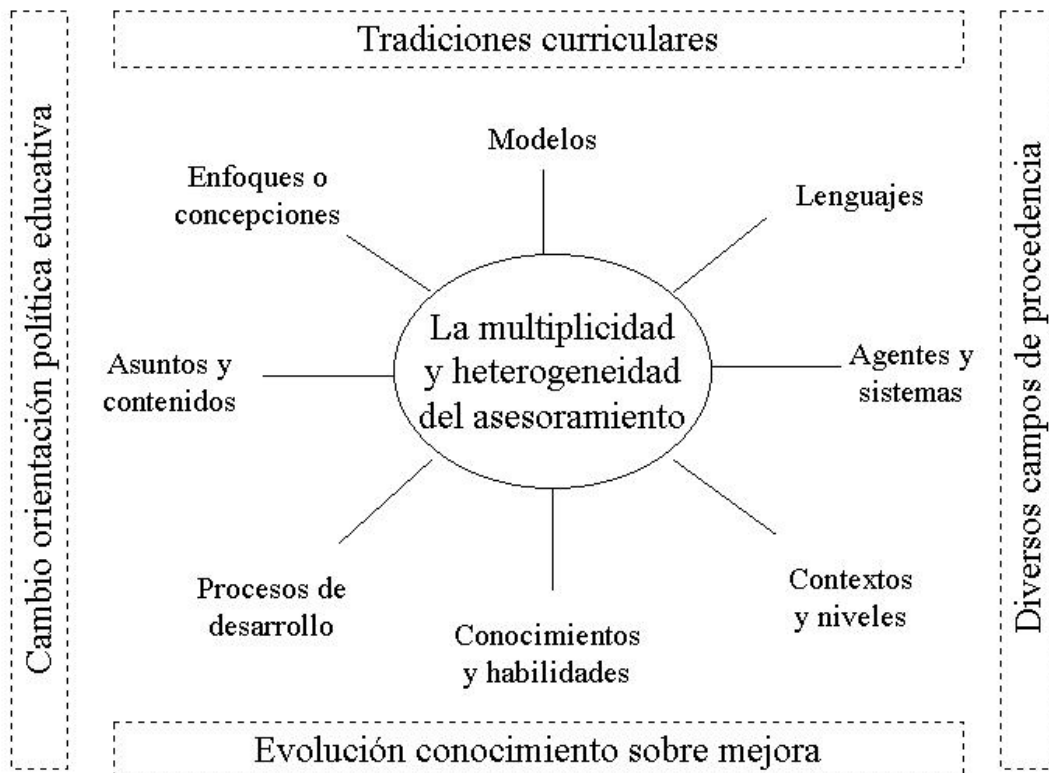 Tradiciones curriculares
Cambio orientación política educativa
Diversos campos de procedencia
Modelos
Enfoques o
concepciones
Lenguajes
La multiplicidad
y heterogeneidad
del asesoramiento
Asuntos y
contenidos
Agentes y
sistemas
Procesos de
desarrollo
Conocimientos
y habilidades
Contextos
y niveles
Evolución conocimiento sobre mejora